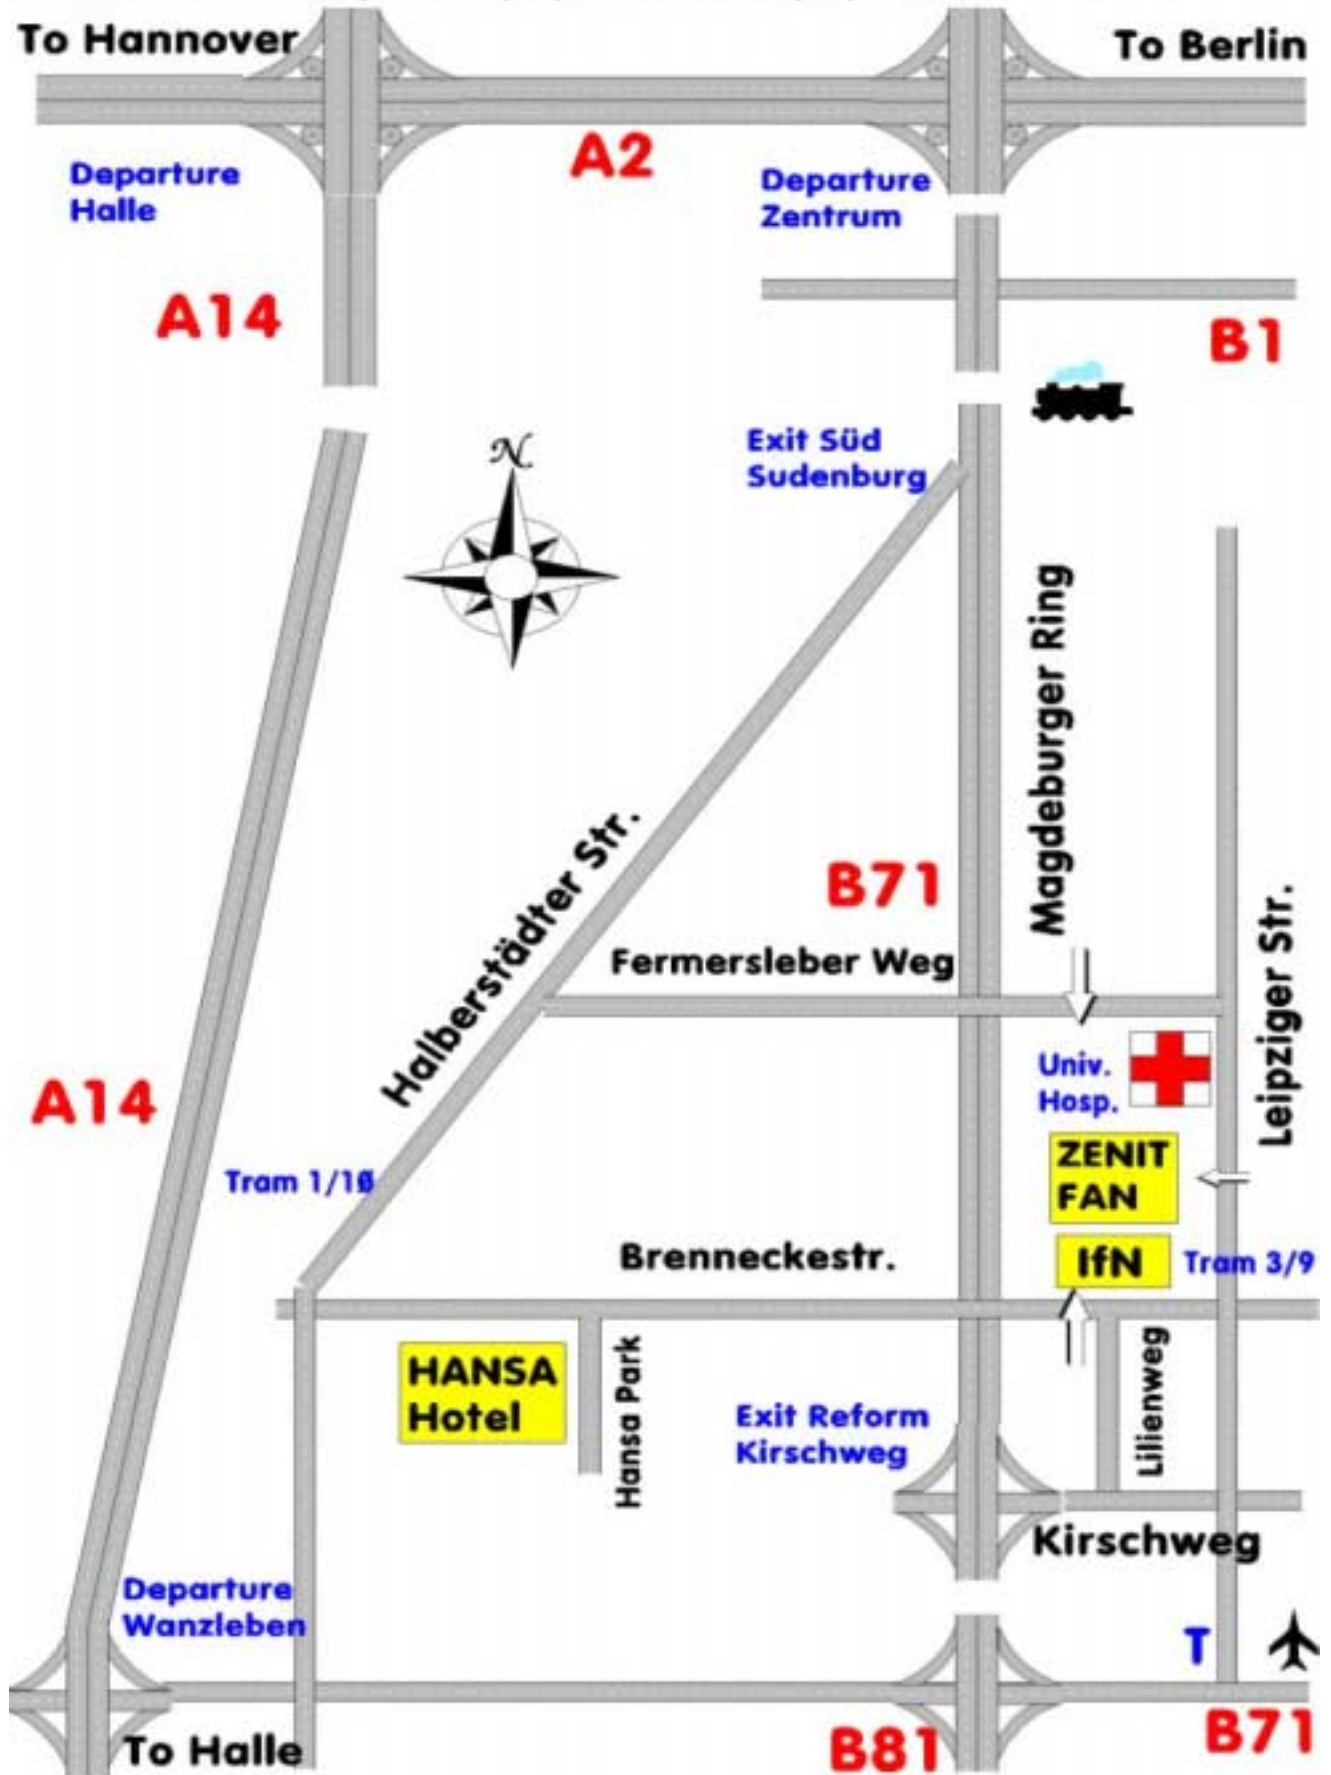 To Hannover
To Berlin
A2
Departure
Halle
Departure
Zentrum
A14
B1
N
Exit Süd
Sudenburg
Magdeburger Ring
Halberstädter Str.
B71
Fermersleber Weg
Leipziger Str.
Univ.
Hosp.
A14
ZENIT
FAN
Tram 1/10
Brenneckestr.
IfN
Tram 3/9
HANSA
Hotel
Hansa Park
Lilienweg
Exit Reform
Kirschweg
Kirschweg
Departure
Wanzleben
T
B71
To Halle
B81